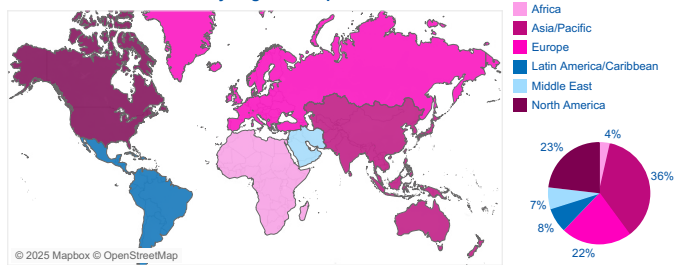 Africa
Asia/Pacific
Europe
Latin America/Caribbean
Middle East
North America
4%
23%
36%
7%
8%
22%
© 2025 Mapbox © OpenStreetMap